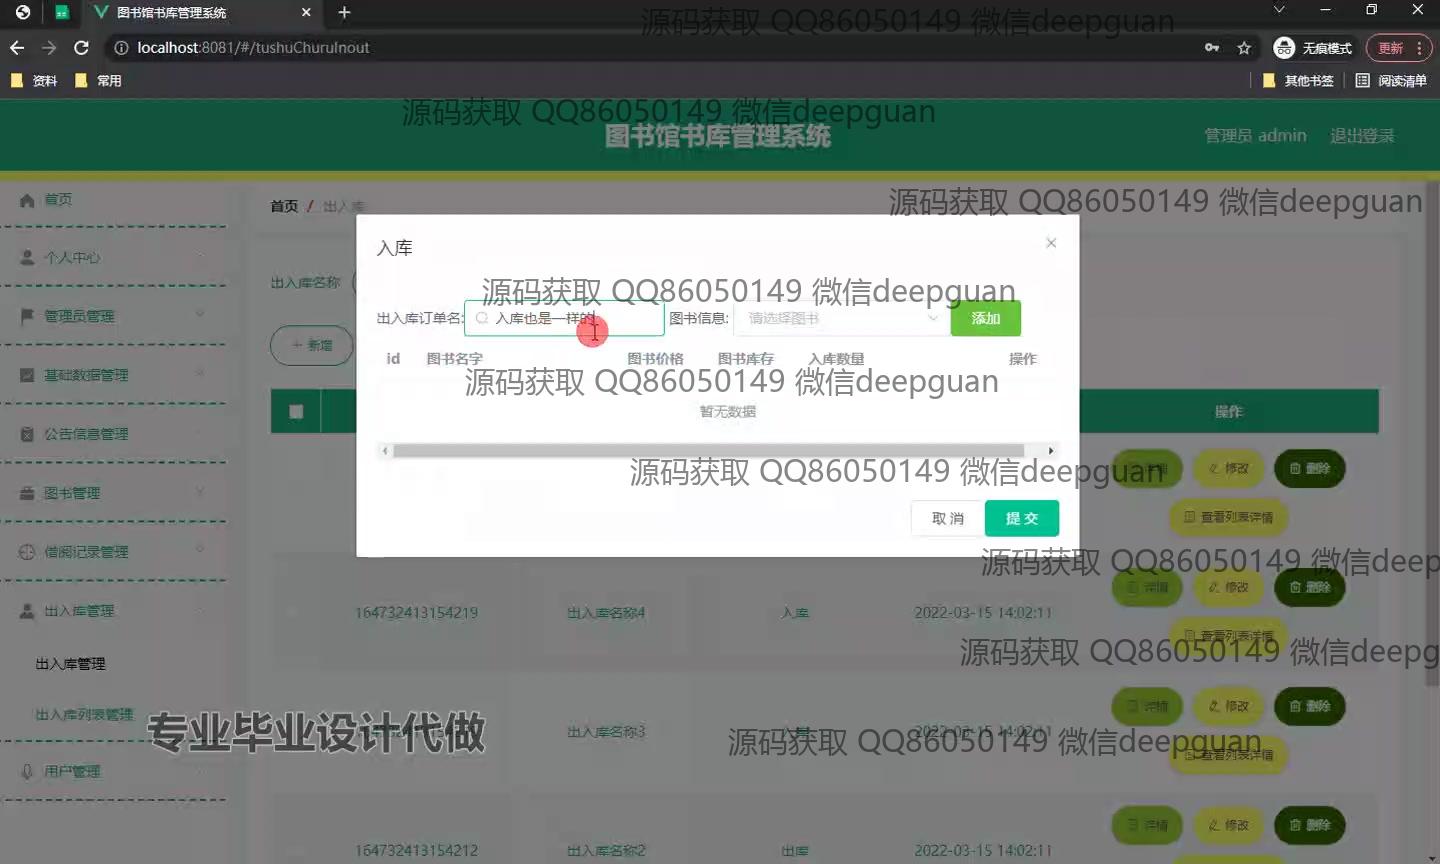 图书馆书库管理系统
源码获取 QQ86050149 微信deepguan
localhost:8081/#/tushuChuruInout
无痕模式
更新
资料
常用
其他书签
阅读清单
源码获取 QQ86050149 微信deepguan
图书馆书库管理系统
管理员 admin
退出登录
首页
首页 / 出入库
源码获取 QQ86050149 微信deepguan
入库
个人中心
出入库名称
源码获取 QQ86050149 微信deepguan
管理员管理
出入库订单名:
入库也是一样的
图书信息:
请选择图书
添加
+ 新增
id 图书名字 图书价格 图书库存 入库数量 操作
基础数据管理
源码获取 QQ86050149 微信deepguan
暂无数据
操作
公告信息管理
源码获取 QQ86050149 微信deepguan
详情 修改 删除
图书管理
取 消
提 交
查看列表详情
借阅记录管理
源码获取 QQ86050149 微信deep
详情 修改 删除
出入库管理
164732413154219 出入库名称4 入库 2022-03-15 14:02:11
查看列表详情
源码获取 QQ86050149 微信deepg
出入库管理
详情 修改 删除
出入库列表管理
专业毕业设计代做
出入库名称3
2022-03-15 14:02:11
源码获取 QQ86050149 微信deepguan
查看列表详情
用户管理
详情 修改 删除
164732413154212 出入库名称2 出库 2022-03-15 14:02:11